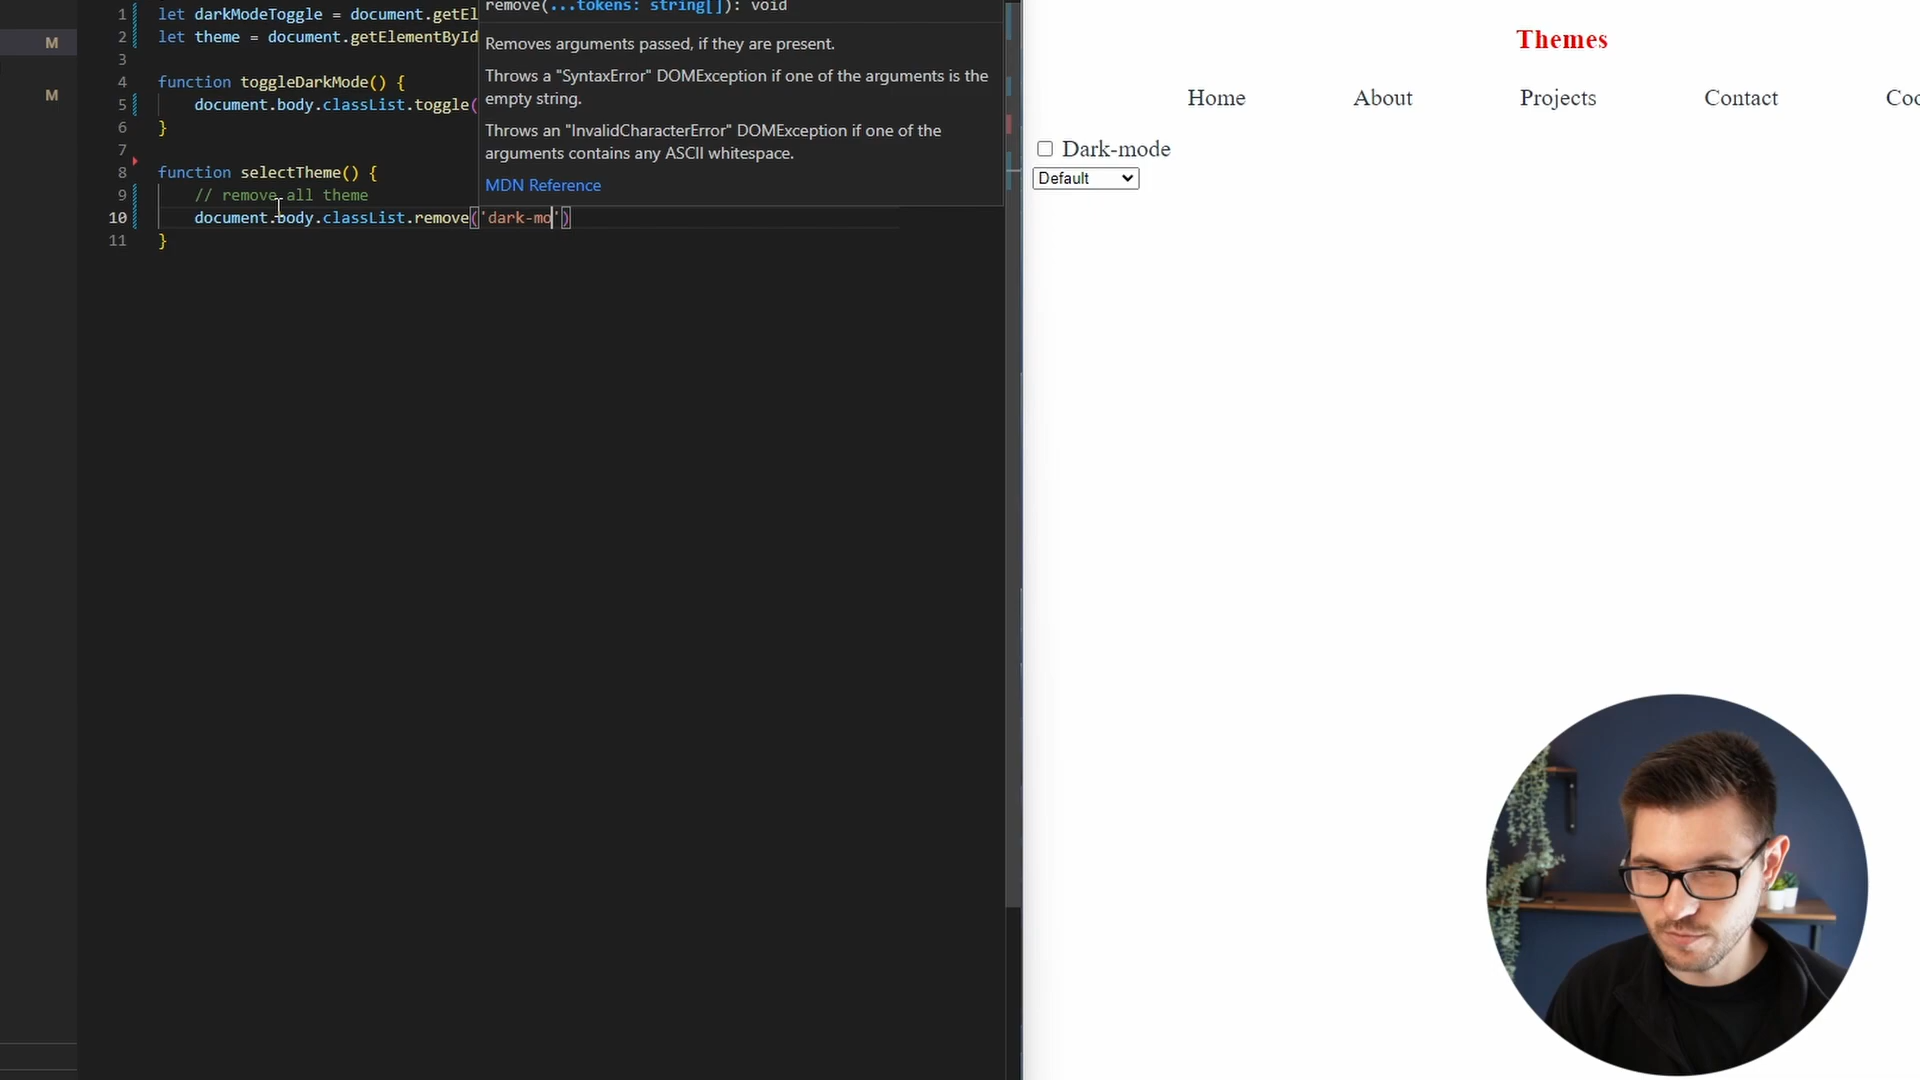 M
M
1 let darkModeToggle = document.getEl
2 let theme = document.getElementById
3
4 function toggleDarkMode() {
5 document.body.classList.toggle(
6 }
7
8 function selectTheme() {
9 // remove all theme
10 document.body.classList.remove('dark-mo')
11 }
remove(...tokens: string[]): void
Removes arguments passed, if they are present.
Throws a "SyntaxError" DOMException if one of the arguments is the
empty string.
Throws an "InvalidCharacterError" DOMException if one of the
arguments contains any ASCII whitespace.
MDN Reference
Themes
Home About Projects Contact Coo
Dark-mode
Default